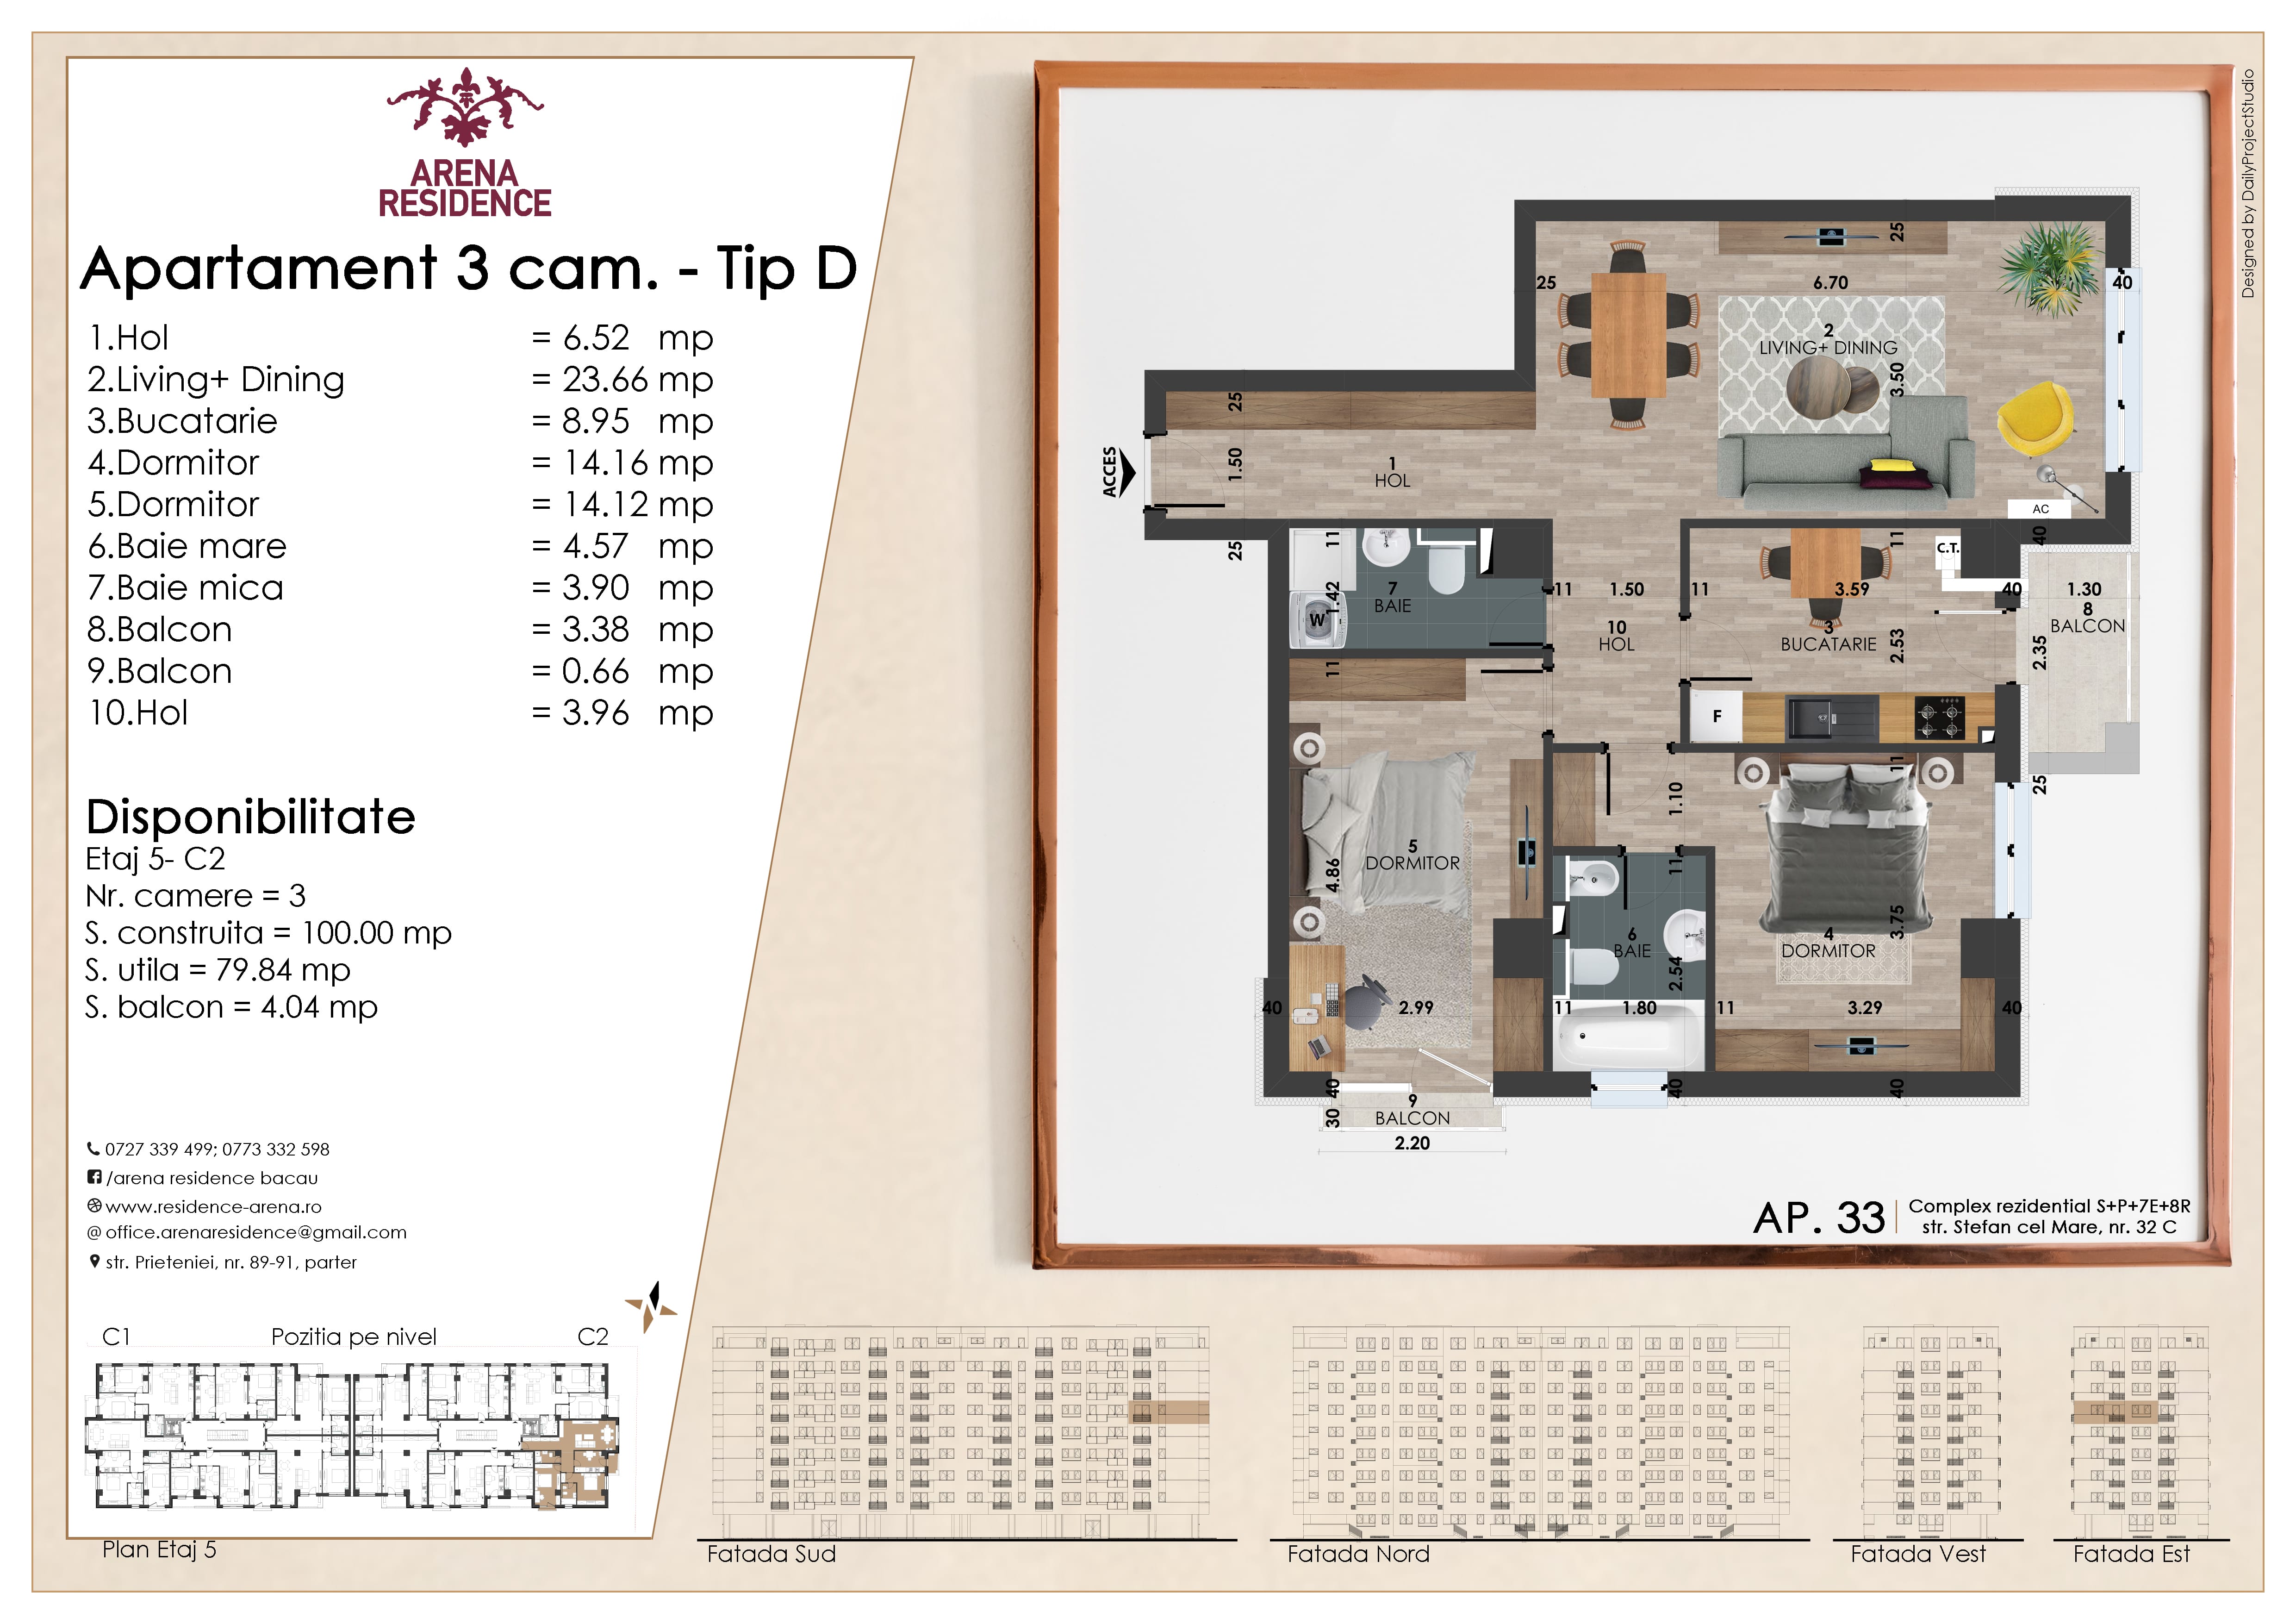 ARENA
RESIDENCE
Apartament 3 cam. - Tip D
1.Hol = 6.52 mp
2.Living+ Dining = 23.66 mp
3.Bucatarie = 8.95 mp
4.Dormitor = 14.16 mp
5.Dormitor = 14.12 mp
6.Baie mare = 4.57 mp
7.Baie mica = 3.90 mp
8.Balcon = 3.38 mp
9.Balcon = 0.66 mp
10.Hol = 3.96 mp
Disponibilitate
Etaj 5- C2
Nr. camere = 3
S. construita = 100.00 mp
S. utila = 79.84 mp
S. balcon = 4.04 mp
0727 339 499; 0773 332 598
/arena residence bacau
www.residence-arena.ro
@ office.arenaresidence@gmail.com
str. Prieteniei, nr. 89-91, parter
C1 Pozitia pe nivel C2
Plan Etaj 5
Designed by DailyProjectStudio
25
25 6.70 40
2
LIVING+ DINING
3.50
25
ACCES
1.50
1
HOL
AC
25
40
11
11
C.T.
1.42
7
BAIE
W
11 1.50 11 3.59 40 1.30
8
BALCON
10
HOL
3
BUCATARIE
2.53
2.35
11
F
11
25
1.10
5
DORMITOR
4.86
11
3.75
6
BAIE
4
DORMITOR
2.54
40 2.99 11 1.80 11 3.29 40
40
40
40
9
BALCON
30
2.20
AP. 33
Complex rezidential S+P+7E+8R
str. Stefan cel Mare, nr. 32 C
Fatada Sud
Fatada Nord
Fatada Vest
Fatada Est